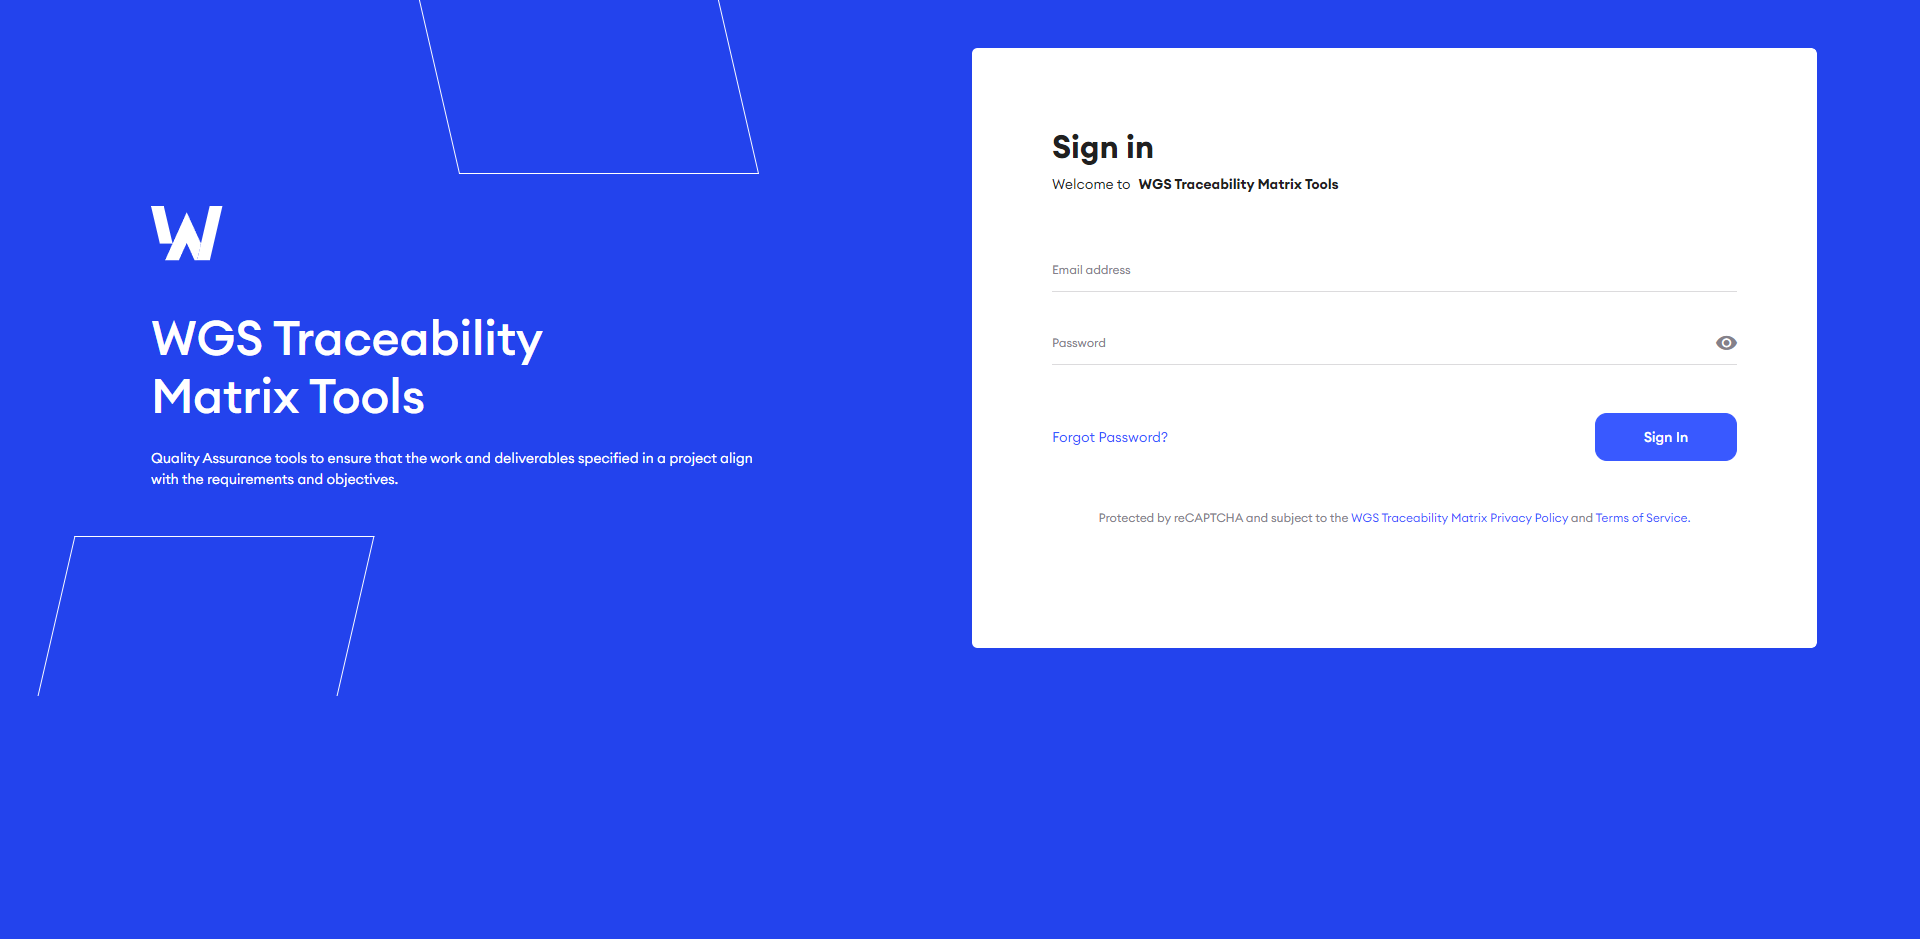 W
WGS Traceability
Matrix Tools
Quality Assurance tools to ensure that the work and deliverables specified in a project align
with the requirements and objectives.
Sign in
Welcome to WGS Traceability Matrix Tools
Email address
Password
Forgot Password?
Sign In
Protected by reCAPTCHA and subject to the WGS Traceability Matrix Privacy Policy and Terms of Service.